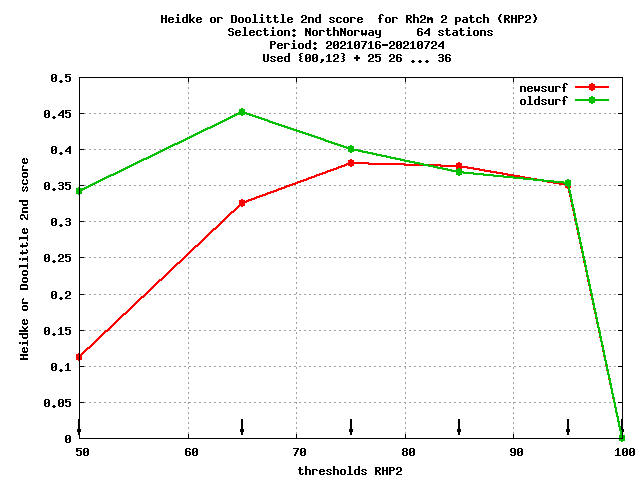 Heidke or Doolittle 2nd score  for Rh2m 2 patch (RHP2)
Selection: NorthNorway     64 stations
Period: 20210716-20210724
Used {00,12} + 25 26 ... 36
newsurf
oldsurf
0.5
0.45
0.4
0.35
0.3
0.25
0.2
0.15
0.1
0.05
0
Heidke or Doolittle 2nd score
50 60 70 80 90 100
thresholds RHP2